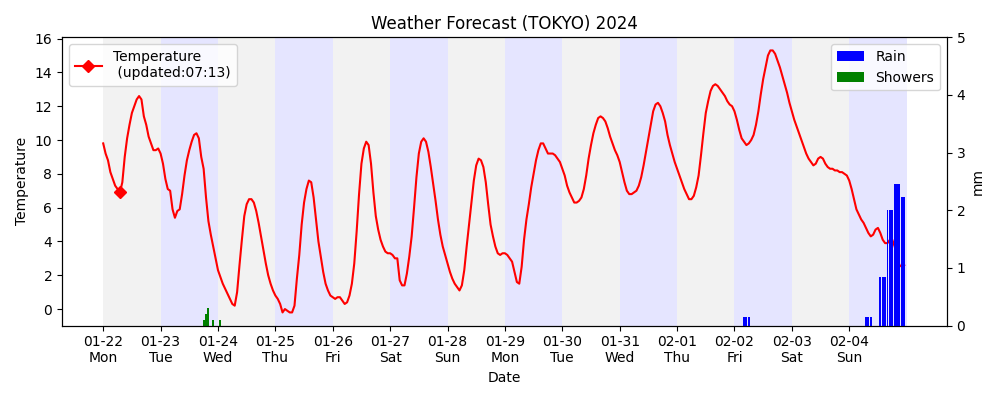 Weather Forecast (TOKYO) 2024
Temperature
(updated:07:13)
Rain
Showers
Temperature
16
14
12
10
8
6
4
2
0
5
4
3
2
1
0
mm
01-22 01-23 01-24 01-25 01-26 01-27 01-28 01-29 01-30 01-31 02-01 02-02 02-03 02-04
Mon Tue Wed Thu Fri Sat Sun Mon Tue Wed Thu Fri Sat Sun
Date